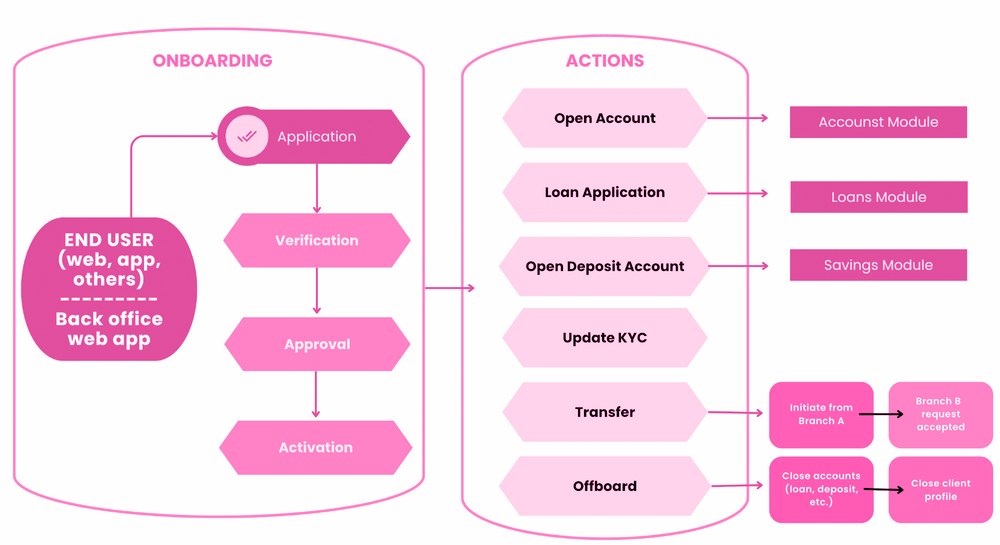 ONBOARDING
Application
Verification
Approval
Activation
END USER
(web, app,
others)
---------
Back office
web app
ACTIONS
Open Account
Accounst Module
Loan Application
Loans Module
Open Deposit Account
Savings Module
Update KYC
Transfer
Initiate from
Branch A
Branch B
request
accepted
Offboard
Close accounts
(loan, deposit,
etc.)
Close client
profile